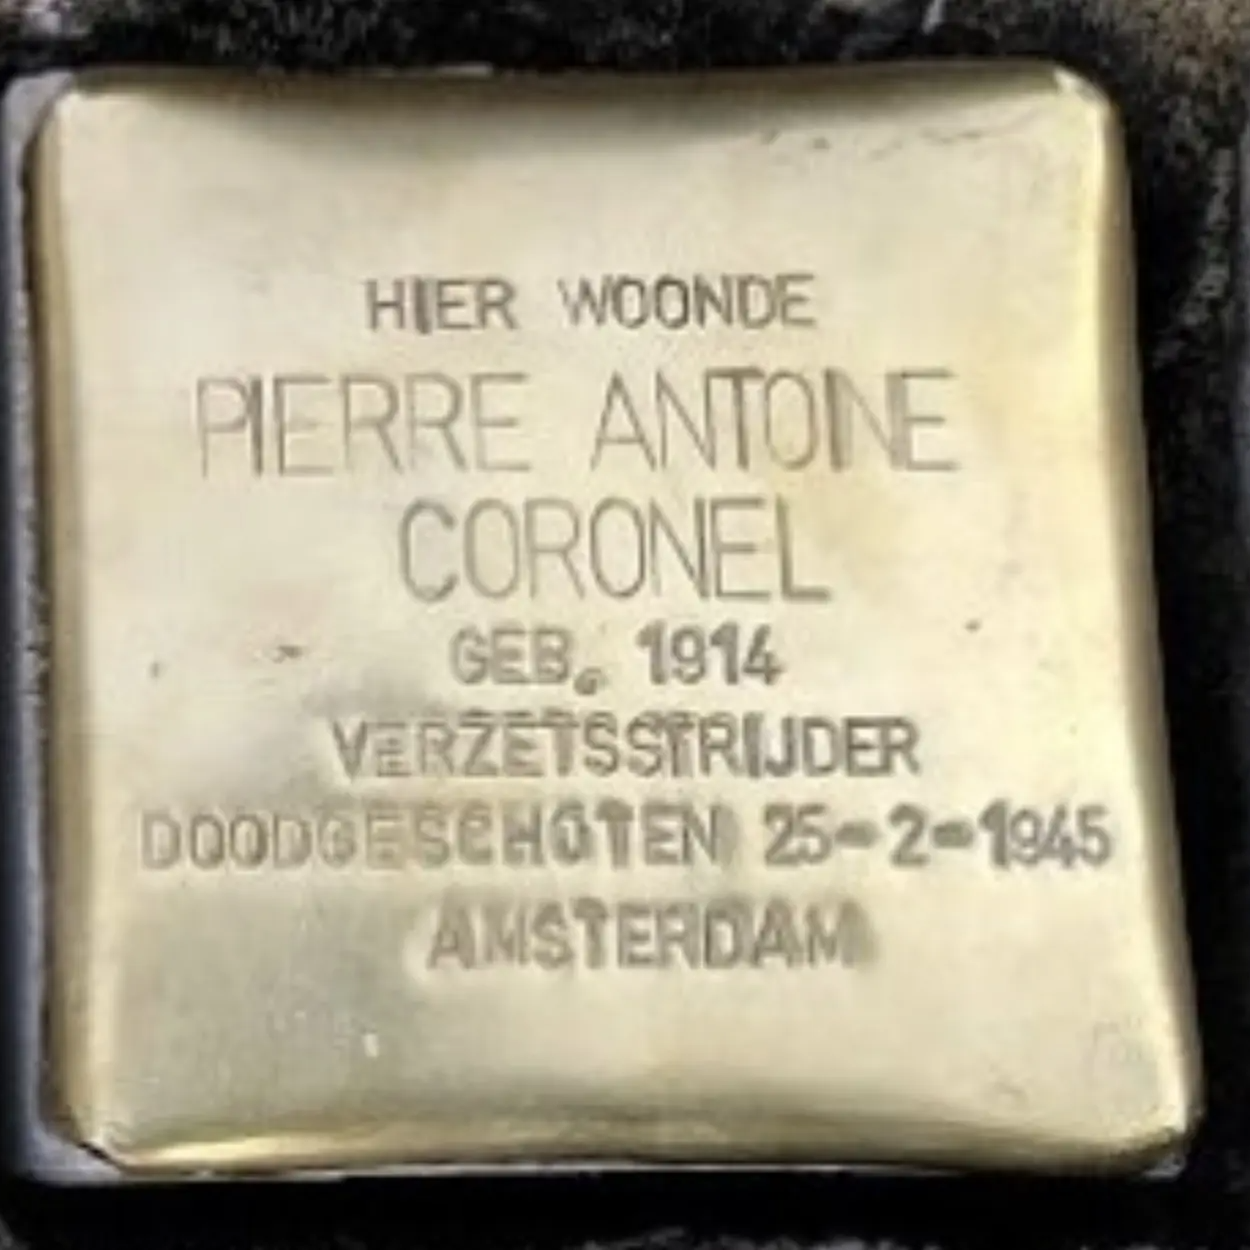 HIER WOONDE
PIERRE ANTOINE
CORONEL
GEB. 1914
VERZETSSTRIJDER
DOODGESCHOTEN 25-2-1945
AMSTERDAM